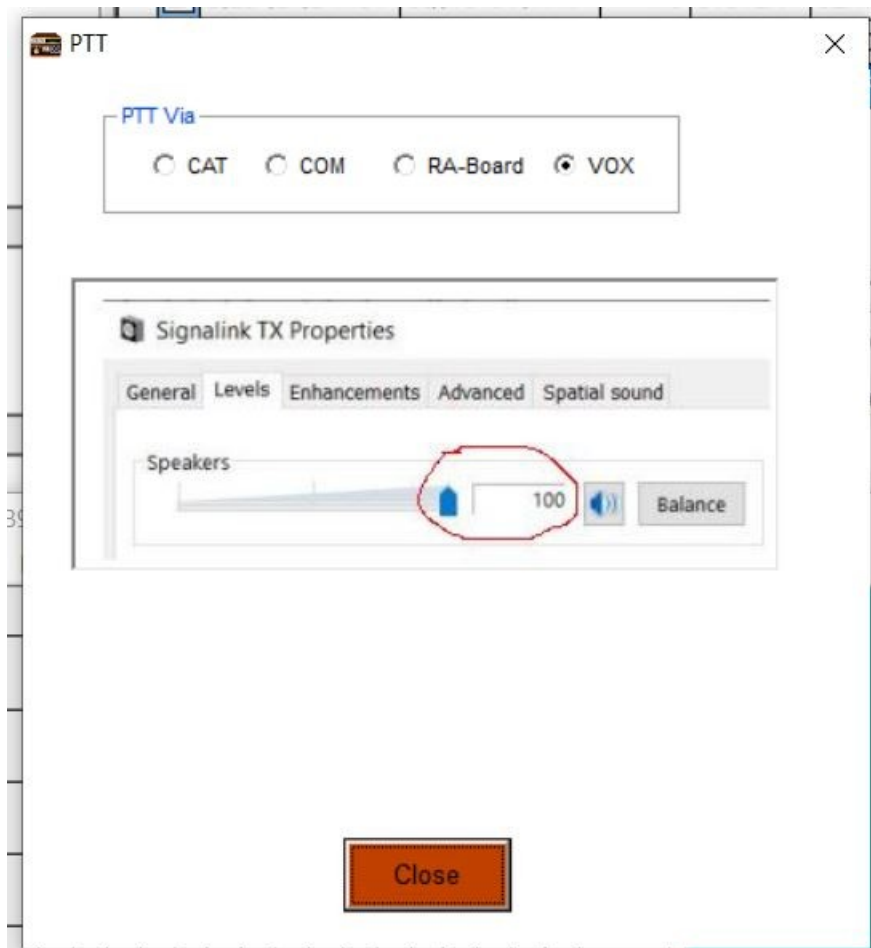 PTT
PTT Via
CAT COM RA-Board VOX
Signalink TX Properties
General Levels Enhancements Advanced Spatial sound
Speakers
100 Balance
Close